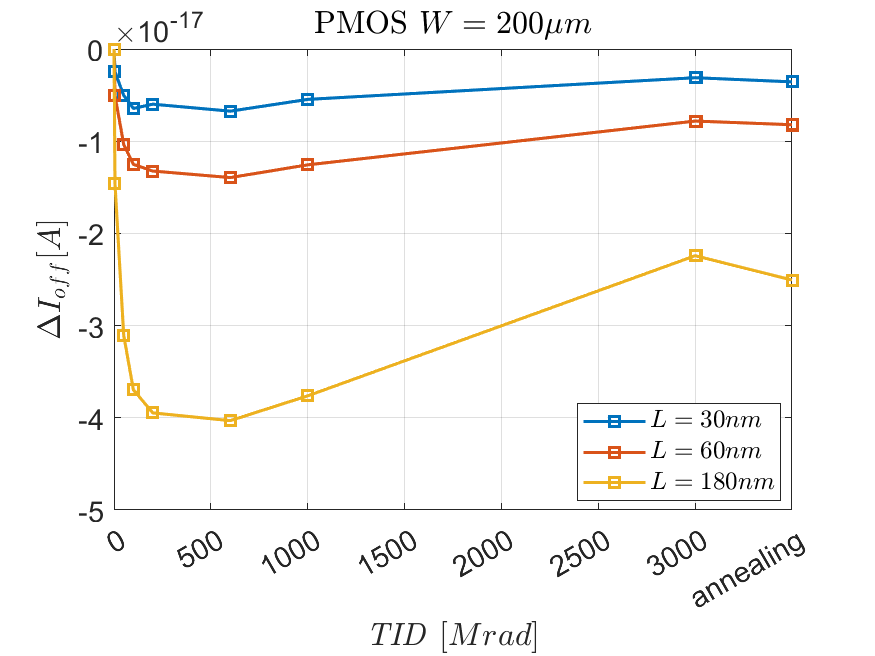 ×10⁻¹⁷
PMOS W = 200μm
0
-1
-2
-3
-4
-5
ΔI_off[A]
L = 30nm
L = 60nm
L = 180nm
0
500
1000
1500
2000
2500
3000
annealing
TID [Mrad]